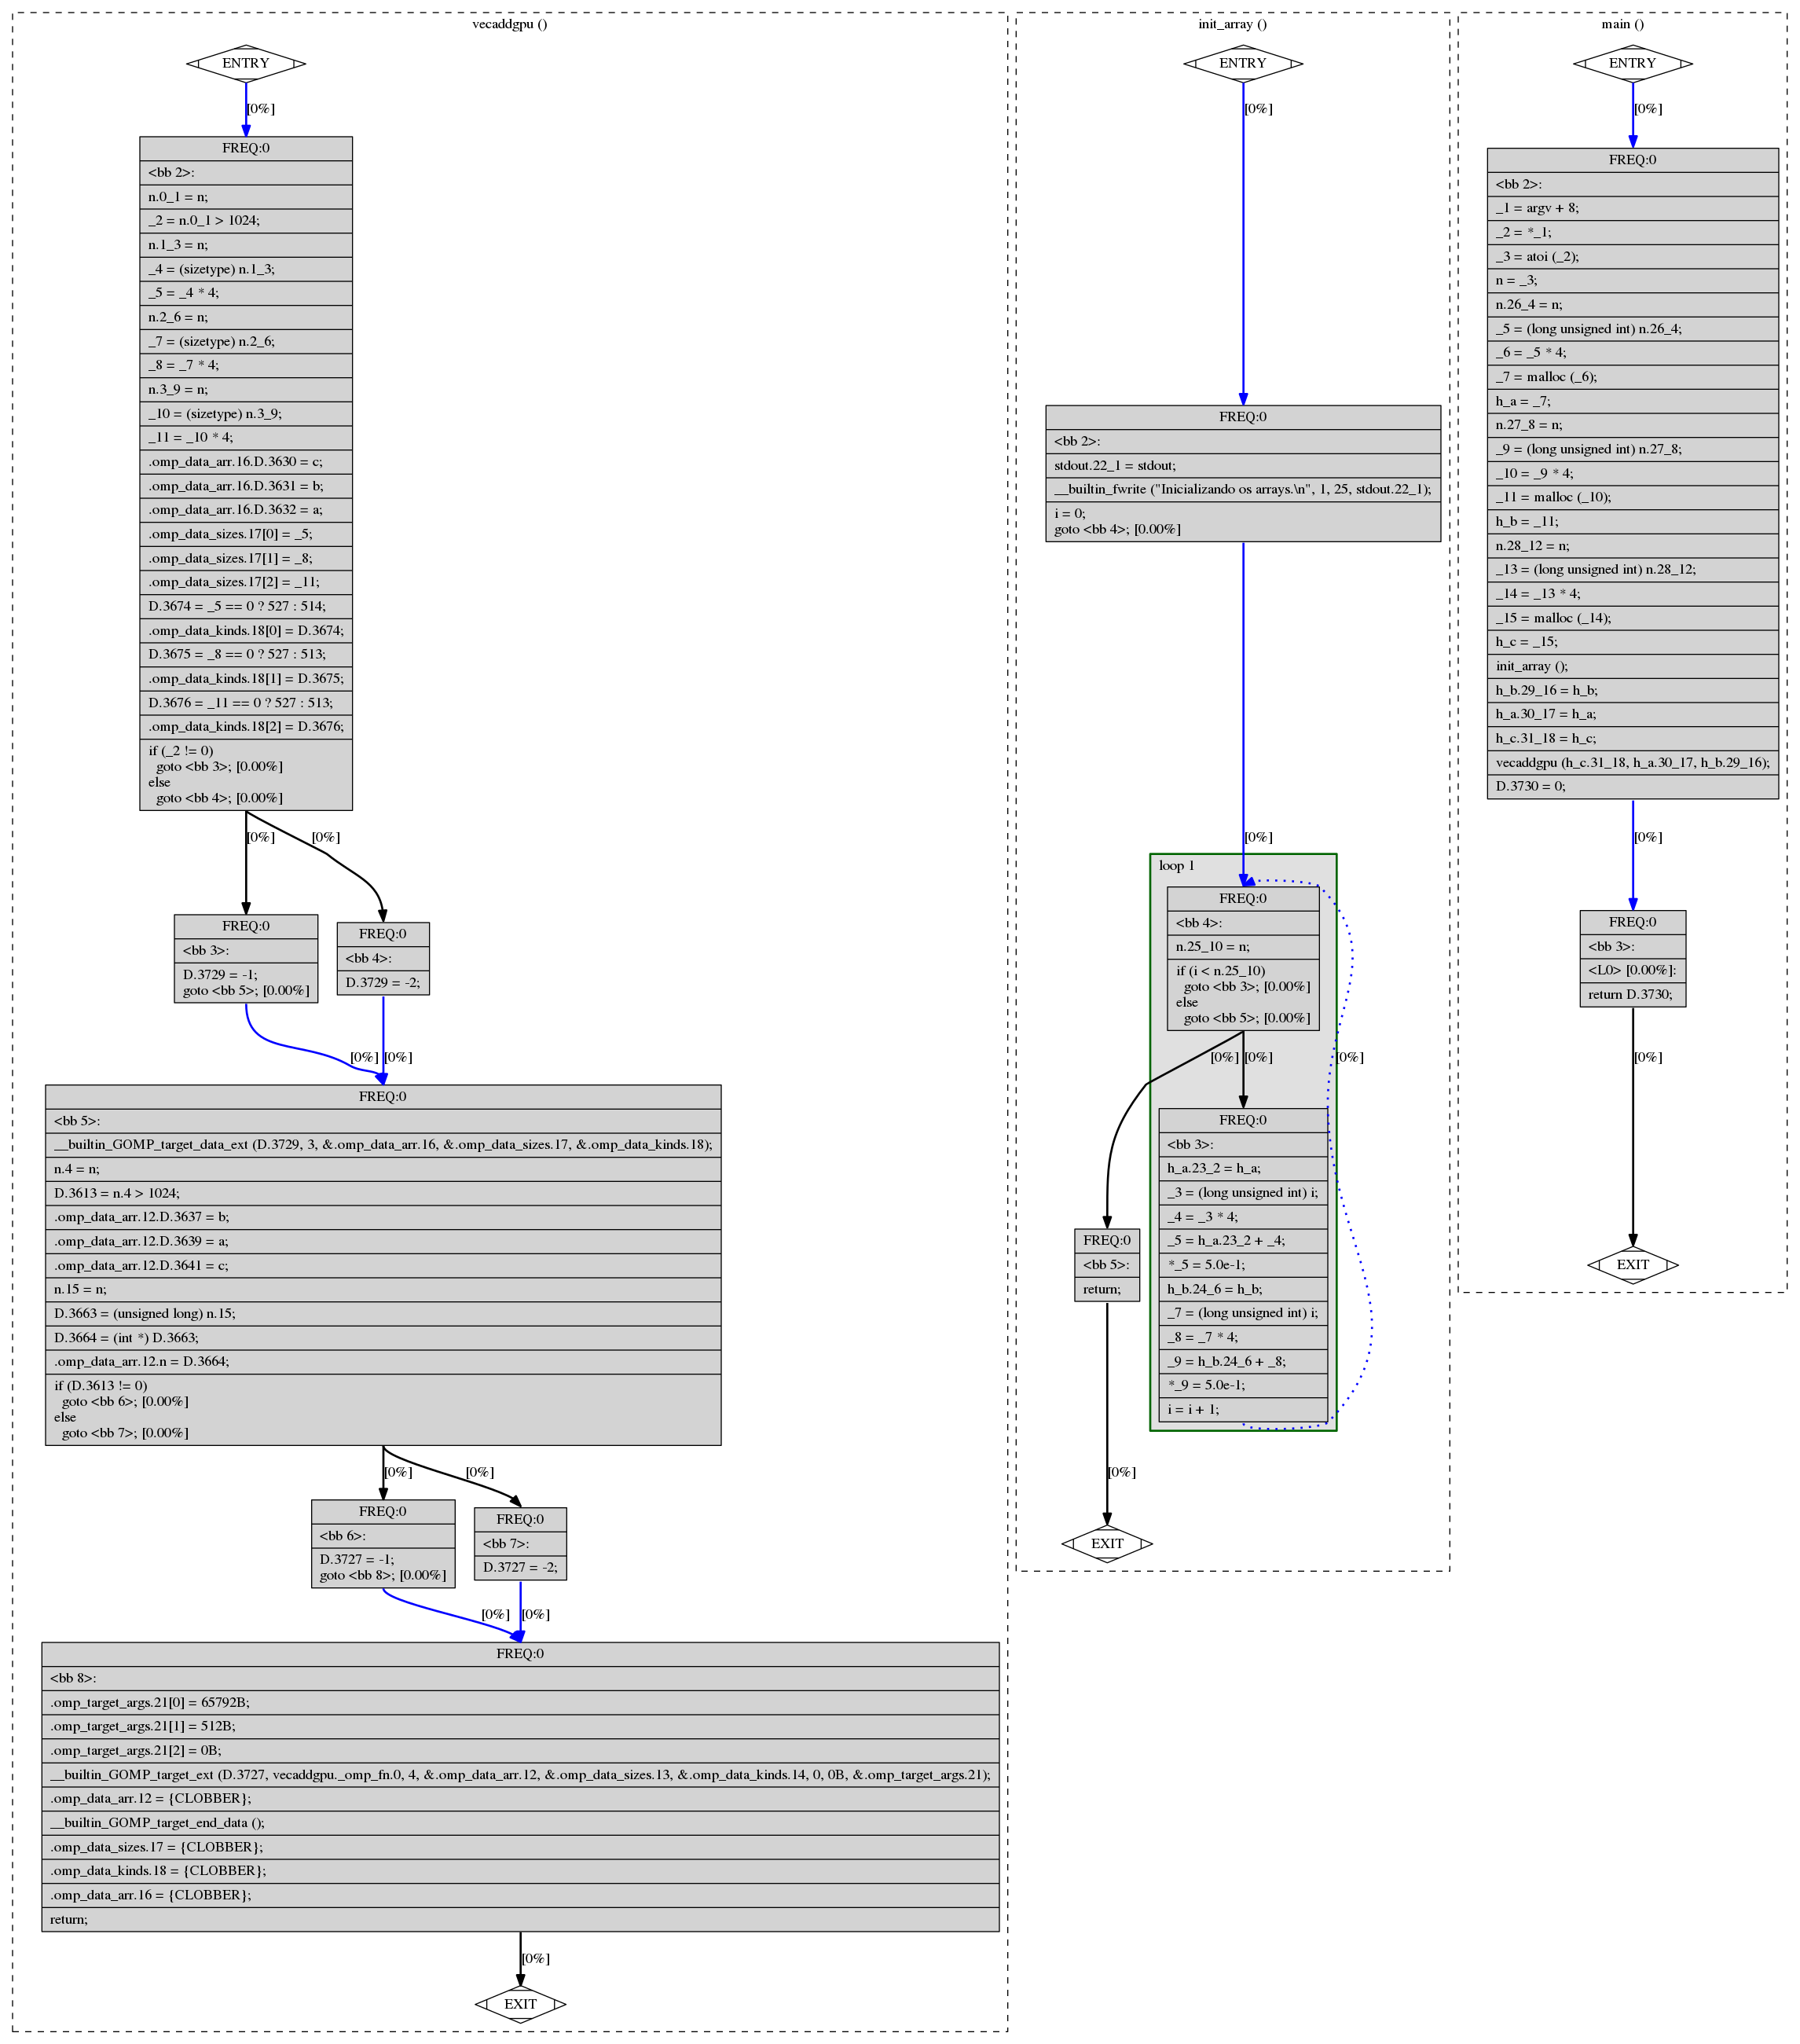 vecaddgpu ()
ENTRY
[0%]
FREQ:0
<bb 2>:
n.0_1 = n;
_2 = n.0_1 > 1024;
n.1_3 = n;
_4 = (sizetype) n.1_3;
_5 = _4 * 4;
n.2_6 = n;
_7 = (sizetype) n.2_6;
_8 = _7 * 4;
n.3_9 = n;
_10 = (sizetype) n.3_9;
_11 = _10 * 4;
.omp_data_arr.16.D.3630 = c;
.omp_data_arr.16.D.3631 = b;
.omp_data_arr.16.D.3632 = a;
.omp_data_sizes.17[0] = _5;
.omp_data_sizes.17[1] = _8;
.omp_data_sizes.17[2] = _11;
D.3674 = _5 == 0 ? 527 : 514;
.omp_data_kinds.18[0] = D.3674;
D.3675 = _8 == 0 ? 527 : 513;
.omp_data_kinds.18[1] = D.3675;
D.3676 = _11 == 0 ? 527 : 513;
.omp_data_kinds.18[2] = D.3676;
if (_2 != 0)
goto <bb 3>; [0.00%]
else
goto <bb 4>; [0.00%]
[0%]
[0%]
FREQ:0
<bb 3>:
D.3729 = -1;
goto <bb 5>; [0.00%]
FREQ:0
<bb 4>:
D.3729 = -2;
[0%]
[0%]
FREQ:0
<bb 5>:
__builtin_GOMP_target_data_ext (D.3729, 3, &.omp_data_arr.16, &.omp_data_sizes.17, &.omp_data_kinds.18);
n.4 = n;
D.3613 = n.4 > 1024;
.omp_data_arr.12.D.3637 = b;
.omp_data_arr.12.D.3639 = a;
.omp_data_arr.12.D.3641 = c;
n.15 = n;
D.3663 = (unsigned long) n.15;
D.3664 = (int *) D.3663;
.omp_data_arr.12.n = D.3664;
if (D.3613 != 0)
goto <bb 6>; [0.00%]
else
goto <bb 7>; [0.00%]
[0%]
[0%]
FREQ:0
<bb 6>:
D.3727 = -1;
goto <bb 8>; [0.00%]
FREQ:0
<bb 7>:
D.3727 = -2;
[0%]
[0%]
FREQ:0
<bb 8>:
.omp_target_args.21[0] = 65792B;
.omp_target_args.21[1] = 512B;
.omp_target_args.21[2] = 0B;
__builtin_GOMP_target_ext (D.3727, vecaddgpu._omp_fn.0, 4, &.omp_data_arr.12, &.omp_data_sizes.13, &.omp_data_kinds.14, 0, 0B, &.omp_target_args.21);
.omp_data_arr.12 = {CLOBBER};
__builtin_GOMP_target_end_data ();
.omp_data_sizes.17 = {CLOBBER};
.omp_data_kinds.18 = {CLOBBER};
.omp_data_arr.16 = {CLOBBER};
return;
[0%]
EXIT
init_array ()
ENTRY
[0%]
FREQ:0
<bb 2>:
stdout.22_1 = stdout;
__builtin_fwrite ("Inicializando os arrays.\n", 1, 25, stdout.22_1);
i = 0;
goto <bb 4>; [0.00%]
[0%]
loop 1
FREQ:0
<bb 4>:
n.25_10 = n;
if (i < n.25_10)
goto <bb 3>; [0.00%]
else
goto <bb 5>; [0.00%]
[0%]
[0%]
[0%]
FREQ:0
<bb 3>:
h_a.23_2 = h_a;
_3 = (long unsigned int) i;
_4 = _3 * 4;
_5 = h_a.23_2 + _4;
*_5 = 5.0e-1;
h_b.24_6 = h_b;
_7 = (long unsigned int) i;
_8 = _7 * 4;
_9 = h_b.24_6 + _8;
*_9 = 5.0e-1;
i = i + 1;
FREQ:0
<bb 5>:
return;
[0%]
EXIT
main ()
ENTRY
[0%]
FREQ:0
<bb 2>:
_1 = argv + 8;
_2 = *_1;
_3 = atoi (_2);
n = _3;
n.26_4 = n;
_5 = (long unsigned int) n.26_4;
_6 = _5 * 4;
_7 = malloc (_6);
h_a = _7;
n.27_8 = n;
_9 = (long unsigned int) n.27_8;
_10 = _9 * 4;
_11 = malloc (_10);
h_b = _11;
n.28_12 = n;
_13 = (long unsigned int) n.28_12;
_14 = _13 * 4;
_15 = malloc (_14);
h_c = _15;
init_array ();
h_b.29_16 = h_b;
h_a.30_17 = h_a;
h_c.31_18 = h_c;
vecaddgpu (h_c.31_18, h_a.30_17, h_b.29_16);
D.3730 = 0;
[0%]
FREQ:0
<bb 3>:
<L0> [0.00%]:
return D.3730;
[0%]
EXIT